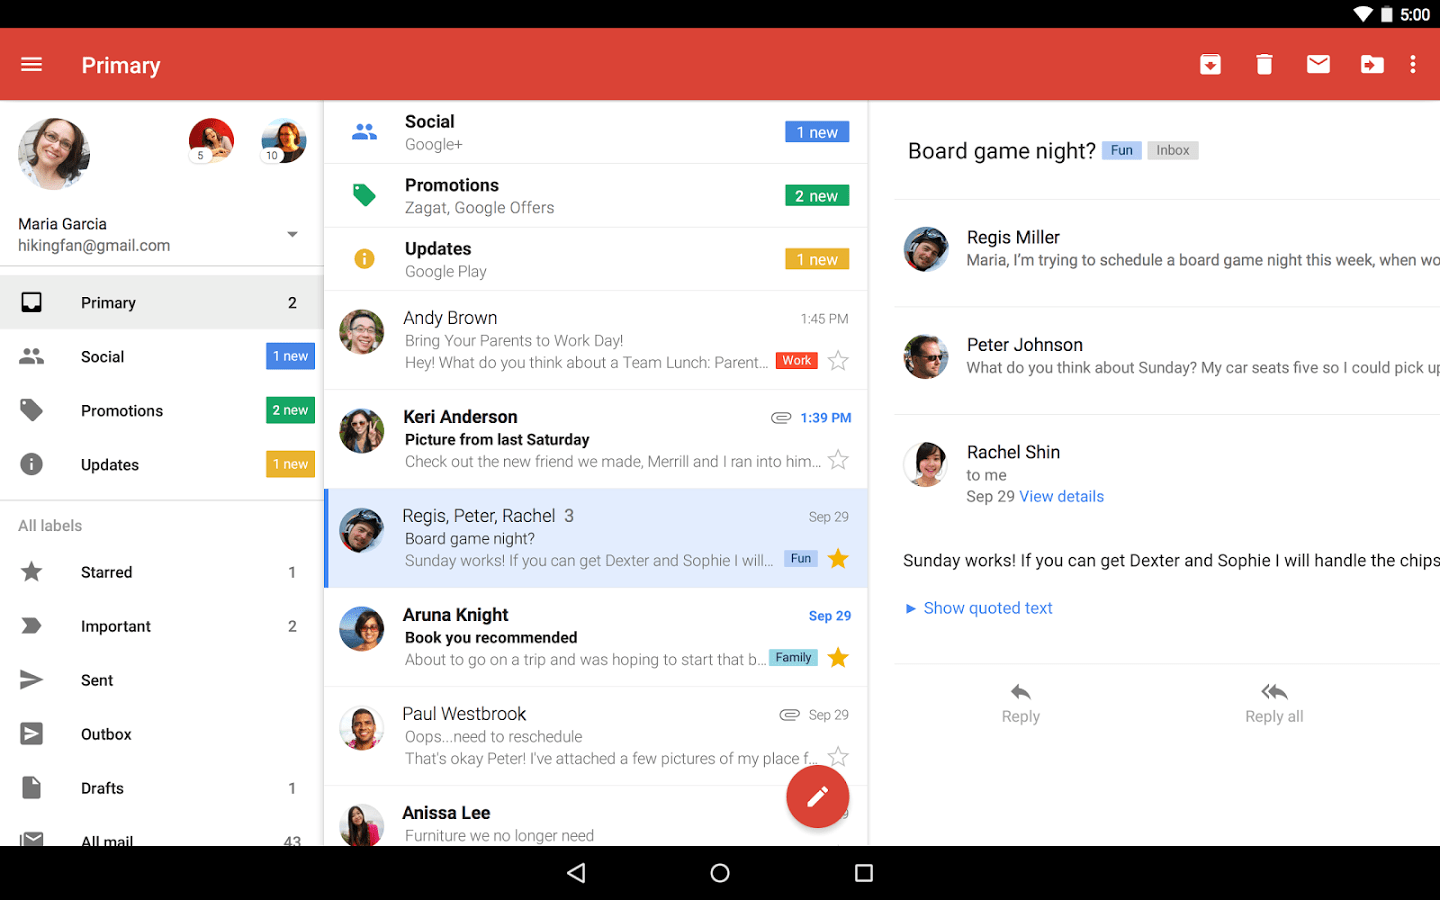 5:00
Primary
5
10
Maria Garcia
hikingfan@gmail.com
Primary 2
Social 1 new
Promotions 2 new
Updates 1 new
All labels
Starred 1
Important 2
Sent
Outbox
Drafts 1
All mail 43
Social
Google+
1 new
Promotions
Zagat, Google Offers
2 new
Updates
Google Play
1 new
Andy Brown 1:45 PM
Bring Your Parents to Work Day!
Hey! What do you think about a Team Lunch: Parent... Work
Keri Anderson 1:39 PM
Picture from last Saturday
Check out the new friend we made, Merrill and I ran into him...
Regis, Peter, Rachel 3 Sep 29
Board game night?
Sunday works! If you can get Dexter and Sophie I will... Fun
Aruna Knight Sep 29
Book you recommended
About to go on a trip and was hoping to start that b... Family
Paul Westbrook Sep 29
Oops...need to reschedule
That's okay Peter! I've attached a few pictures of my place f...
Anissa Lee
Furniture we no longer need
Board game night? Fun Inbox
Regis Miller
Maria, I'm trying to schedule a board game night this week, when wo
Peter Johnson
What do you think about Sunday? My car seats five so I could pick up
Rachel Shin
to me
Sep 29 View details
Sunday works! If you can get Dexter and Sophie I will handle the chips
► Show quoted text
Reply Reply all